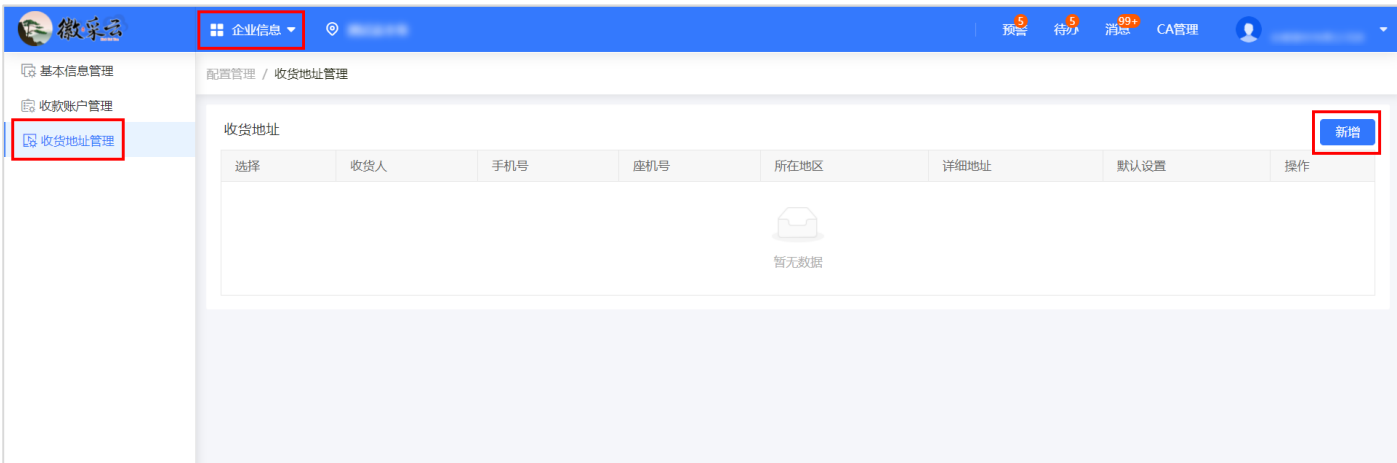 徽采云 企业信息 预警 5 待办 5 消息 99+ CA管理
基本信息管理
配置管理 / 收货地址管理
收款账户管理
收货地址管理
收货地址 新增
选择 收货人 手机号 座机号 所在地区 详细地址 默认设置 操作
暂无数据